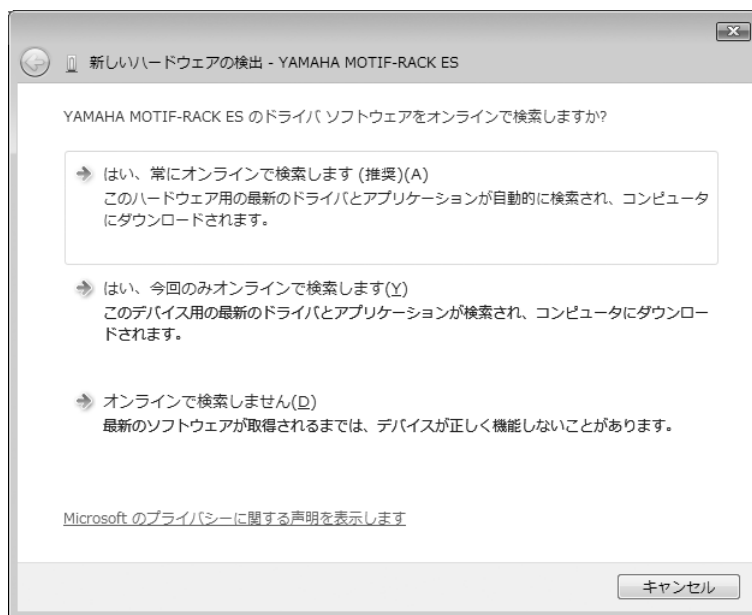 新しいハードウェアの検出 - YAMAHA MOTIF-RACK ES
YAMAHA MOTIF-RACK ES のドライバ ソフトウェアをオンラインで検索しますか?
はい、常にオンラインで検索します (推奨)(A)
このハードウェア用の最新のドライバとアプリケーションが自動的に検索され、コンピュータ
にダウンロードされます。
はい、今回のみオンラインで検索します(Y)
このデバイス用の最新のドライバとアプリケーションが検索され、コンピュータにダウンロー
ドされます。
オンラインで検索しません(D)
最新のソフトウェアが取得されるまでは、デバイスが正しく機能しないことがあります。
Microsoft のプライバシーに関する声明を表示します
キャンセル